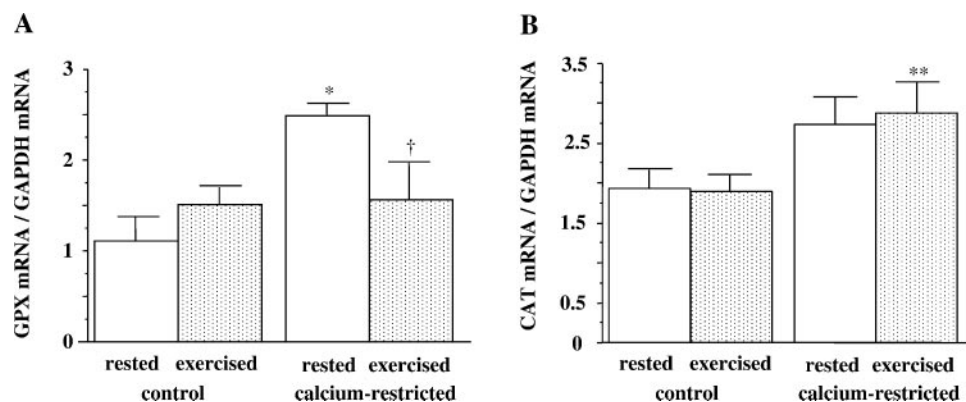 A
GPX mRNA / GAPDH mRNA
3
2
1
0
*
†
rested exercised rested exercised
control calcium-restricted
B
CAT mRNA / GAPDH mRNA
3.5
2.5
1.5
0.5
0
**
rested exercised rested exercised
control calcium-restricted